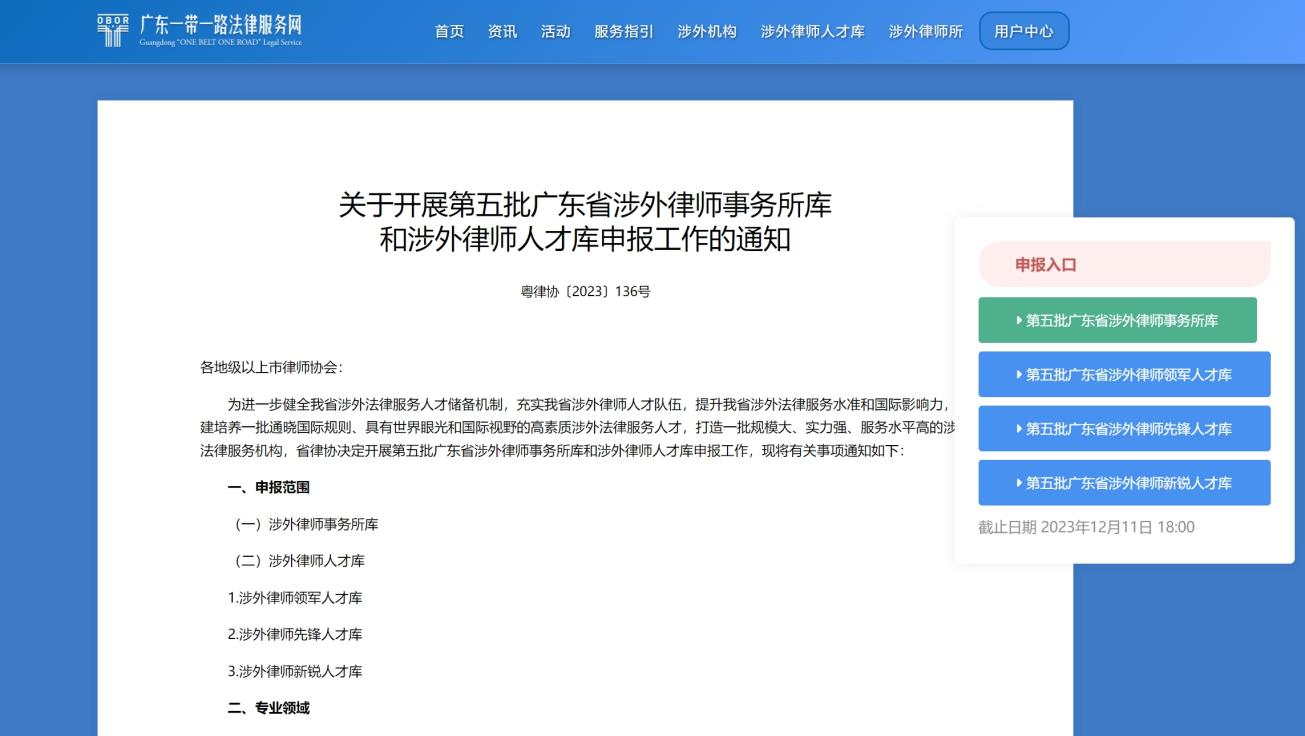 OBOR
广东一带一路法律服务网
Guangdong "ONE BELT ONE ROAD" Legal Service
首页 资讯 活动 服务指引 涉外机构 涉外律师人才库 涉外律师所 用户中心
关于开展第五批广东省涉外律师事务所库
和涉外律师人才库申报工作的通知
粤律协〔2023〕136号
各地级以上市律师协会：
为进一步健全我省涉外法律服务人才储备机制，充实我省涉外律师人才队伍，提升我省涉外法律服务水准和国际影响力，
建培养一批通晓国际规则、具有世界眼光和国际视野的高素质涉外法律服务人才，打造一批规模大、实力强、服务水平高的涉
法律服务机构，省律协决定开展第五批广东省涉外律师事务所库和涉外律师人才库申报工作，现将有关事项通知如下：
一、申报范围
（一）涉外律师事务所库
（二）涉外律师人才库
1.涉外律师领军人才库
2.涉外律师先锋人才库
3.涉外律师新锐人才库
二、专业领域
申报入口
第五批广东省涉外律师事务所库
第五批广东省涉外律师领军人才库
第五批广东省涉外律师先锋人才库
第五批广东省涉外律师新锐人才库
截止日期 2023年12月11日 18:00